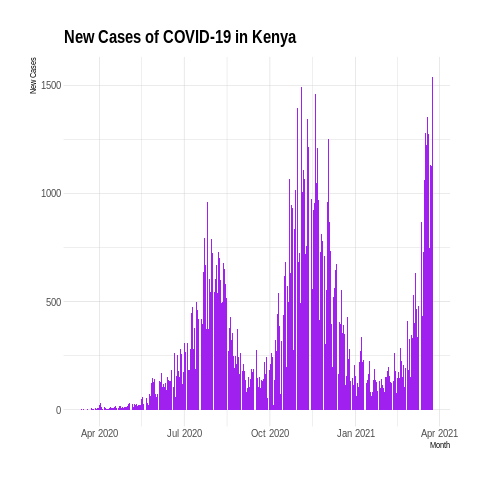 New Cases of COVID-19 in Kenya
New Cases
1500
1000
500
0
Apr 2020
Jul 2020
Oct 2020
Jan 2021
Apr 2021
Month